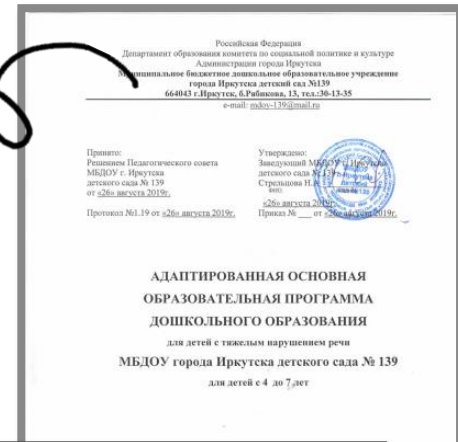 Российская Федерация
Департамент образования комитета по социальной политике и культуре
Администрации города Иркутска
Муниципальное бюджетное дошкольное образовательное учреждение
города Иркутска детский сад №139
664043 г.Иркутск, б.Рябикова, 13, тел.:30-13-35
e-mail: mdoy-139@mail.ru
Принято:
Решением Педагогического совета
МБДОУ г. Иркутска
детского сада № 139
от «26» августа 2019г.
Протокол №1.19 от «26» августа 2019г.
Утверждено:
Заведующий МБДОУ г. Иркутска
детского сада № 139
Стрельцова Н.
ФИО
«26» августа 2019г.
Приказ № ___ от «26» августа 2019г.
АДАПТИРОВАННАЯ ОСНОВНАЯ
ОБРАЗОВАТЕЛЬНАЯ ПРОГРАММА
ДОШКОЛЬНОГО ОБРАЗОВАНИЯ
для детей с тяжелым нарушением речи
МБДОУ города Иркутска детского сада № 139
для детей с 4 до 7 лет